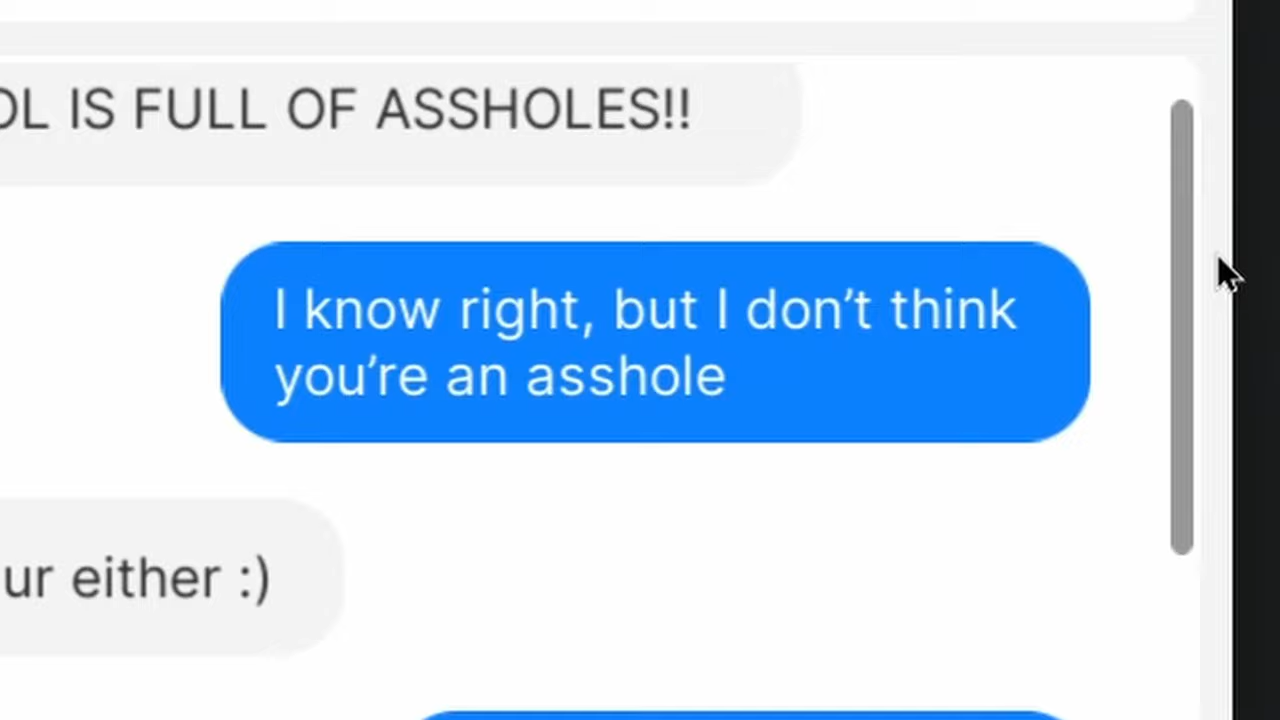 OL IS FULL OF ASSHOLES!!
I know right, but I don’t think
you’re an asshole
ur either :)